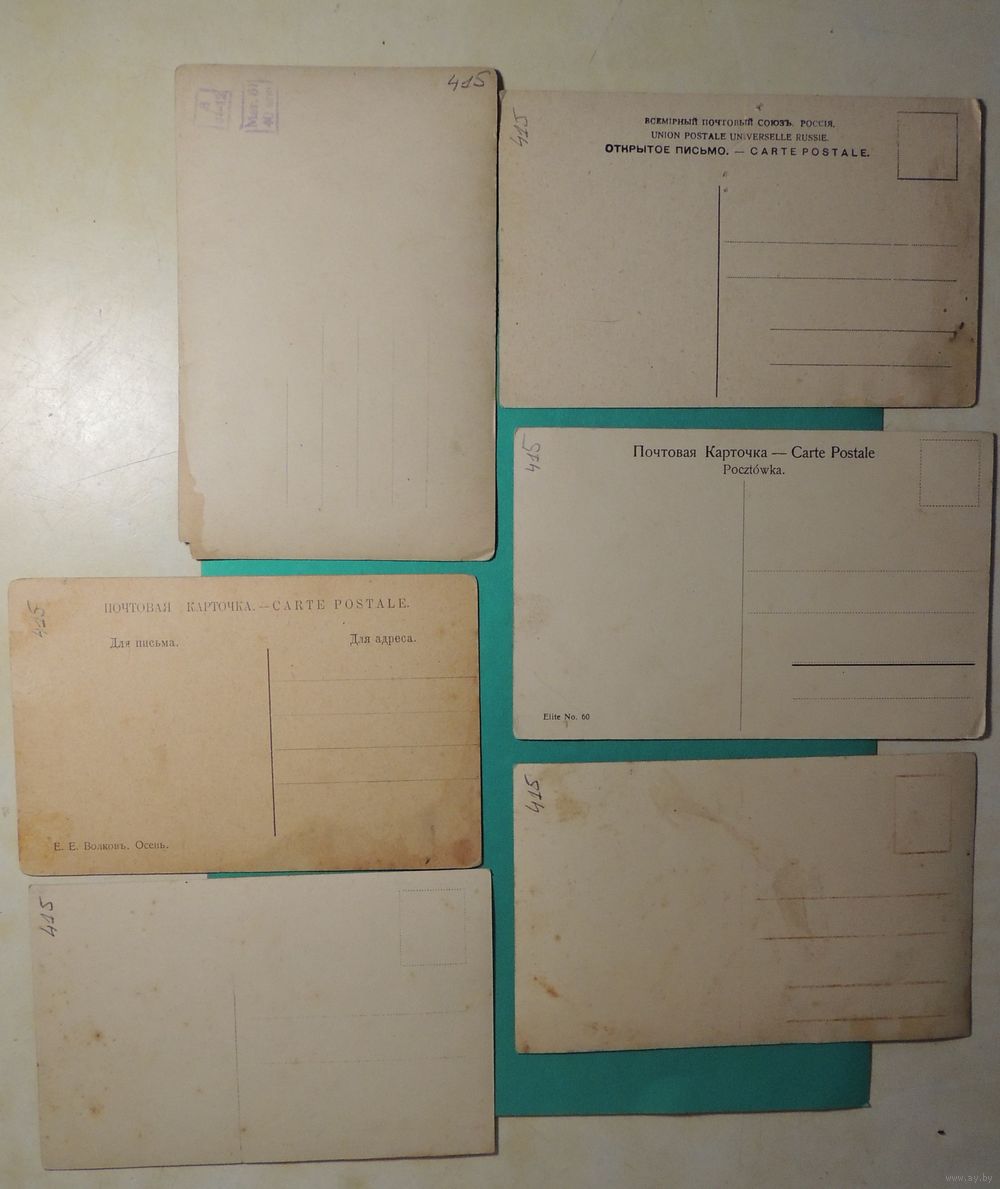 415
415
ВСЕМІРНЫЙ ПОЧТОВЫЙ СОЮЗЪ. РОССІЯ.
UNION POSTALE UNIVERSELLE RUSSIE.
ОТКРЫТОЕ ПИСЬМО. — CARTE POSTALE.
415
Почтовая Карточка — Carte Postale
Pocztówka.
Elite No. 60
415
ПОЧТОВАЯ КАРТОЧКА. — CARTE POSTALE.
Для письма.
Для адреса.
Е. Е. Волковъ. Осень.
415
415
www.ay.by